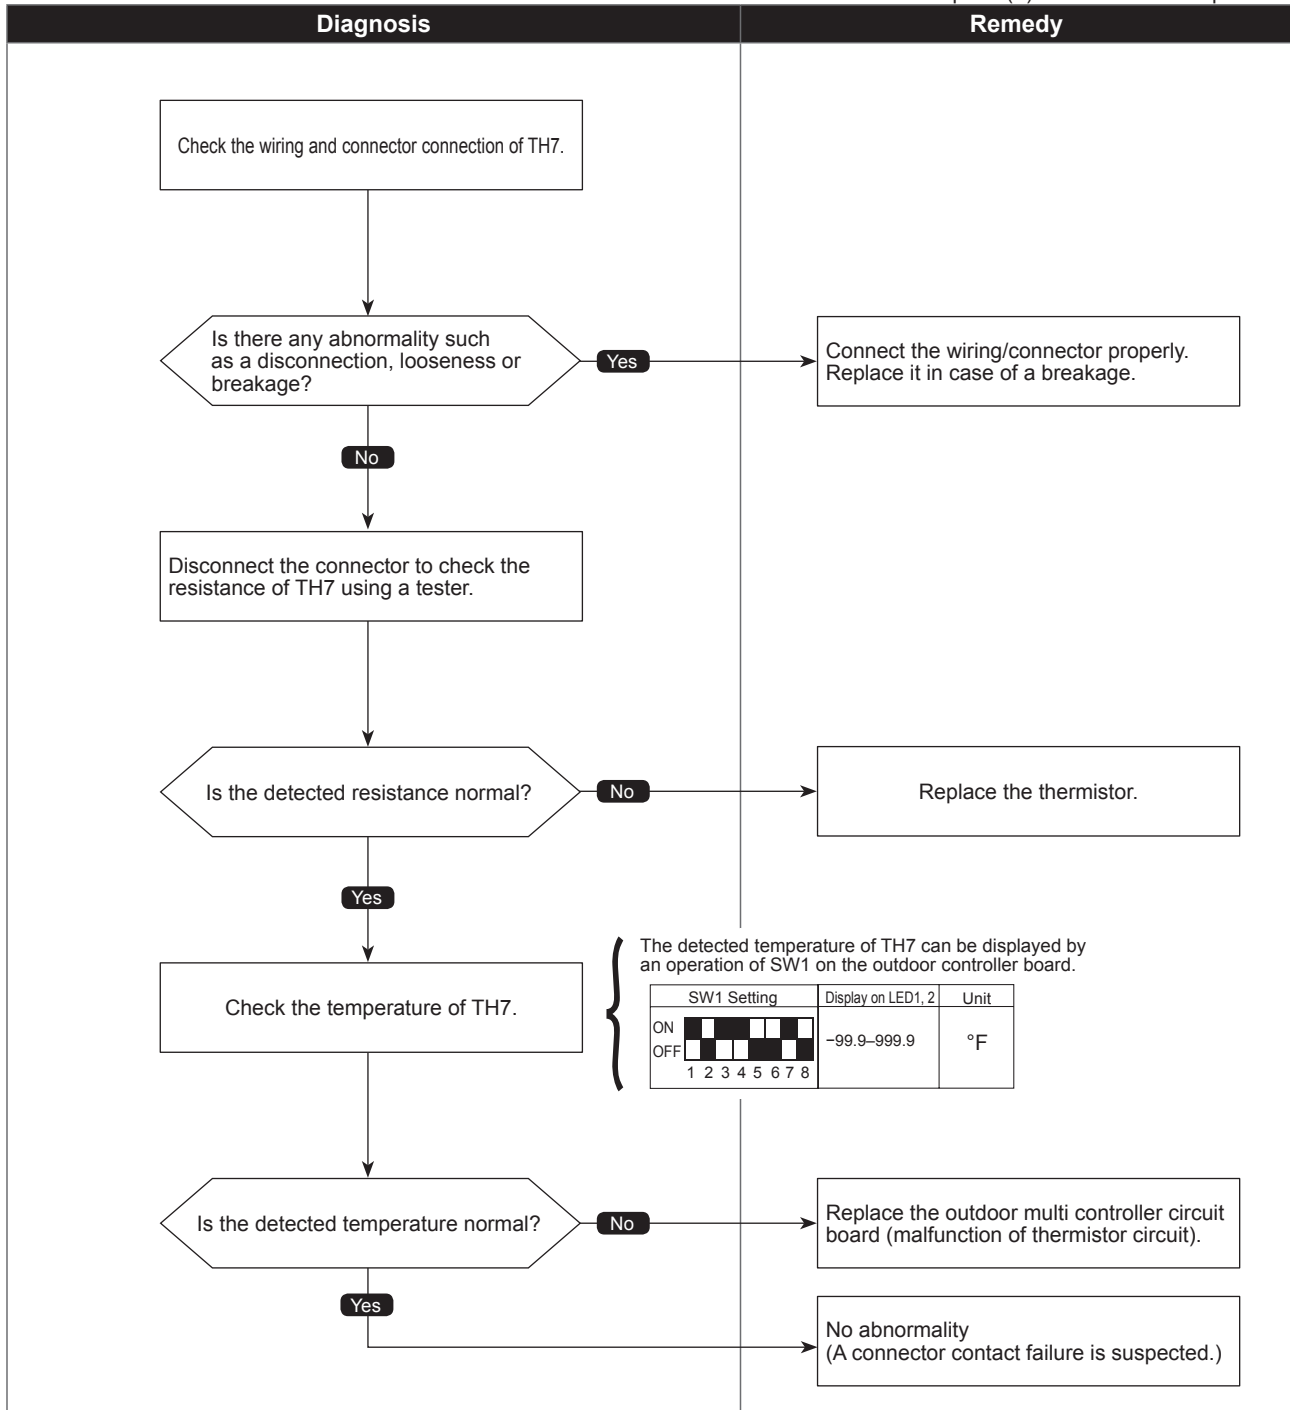 Diagnosis
Remedy
Check the wiring and connector connection of TH7.
Is there any abnormality such
as a disconnection, looseness or
breakage?
Yes
Connect the wiring/connector properly.
Replace it in case of a breakage.
No
Disconnect the connector to check the
resistance of TH7 using a tester.
Is the detected resistance normal?
No
Replace the thermistor.
Yes
Check the temperature of TH7.
The detected temperature of TH7 can be displayed by
an operation of SW1 on the outdoor controller board.
SW1 Setting
Display on LED1, 2
Unit
ON
OFF
1 2 3 4 5 6 7 8
−99.9–999.9
°F
Is the detected temperature normal?
No
Replace the outdoor multi controller circuit
board (malfunction of thermistor circuit).
Yes
No abnormality
(A connector contact failure is suspected.)